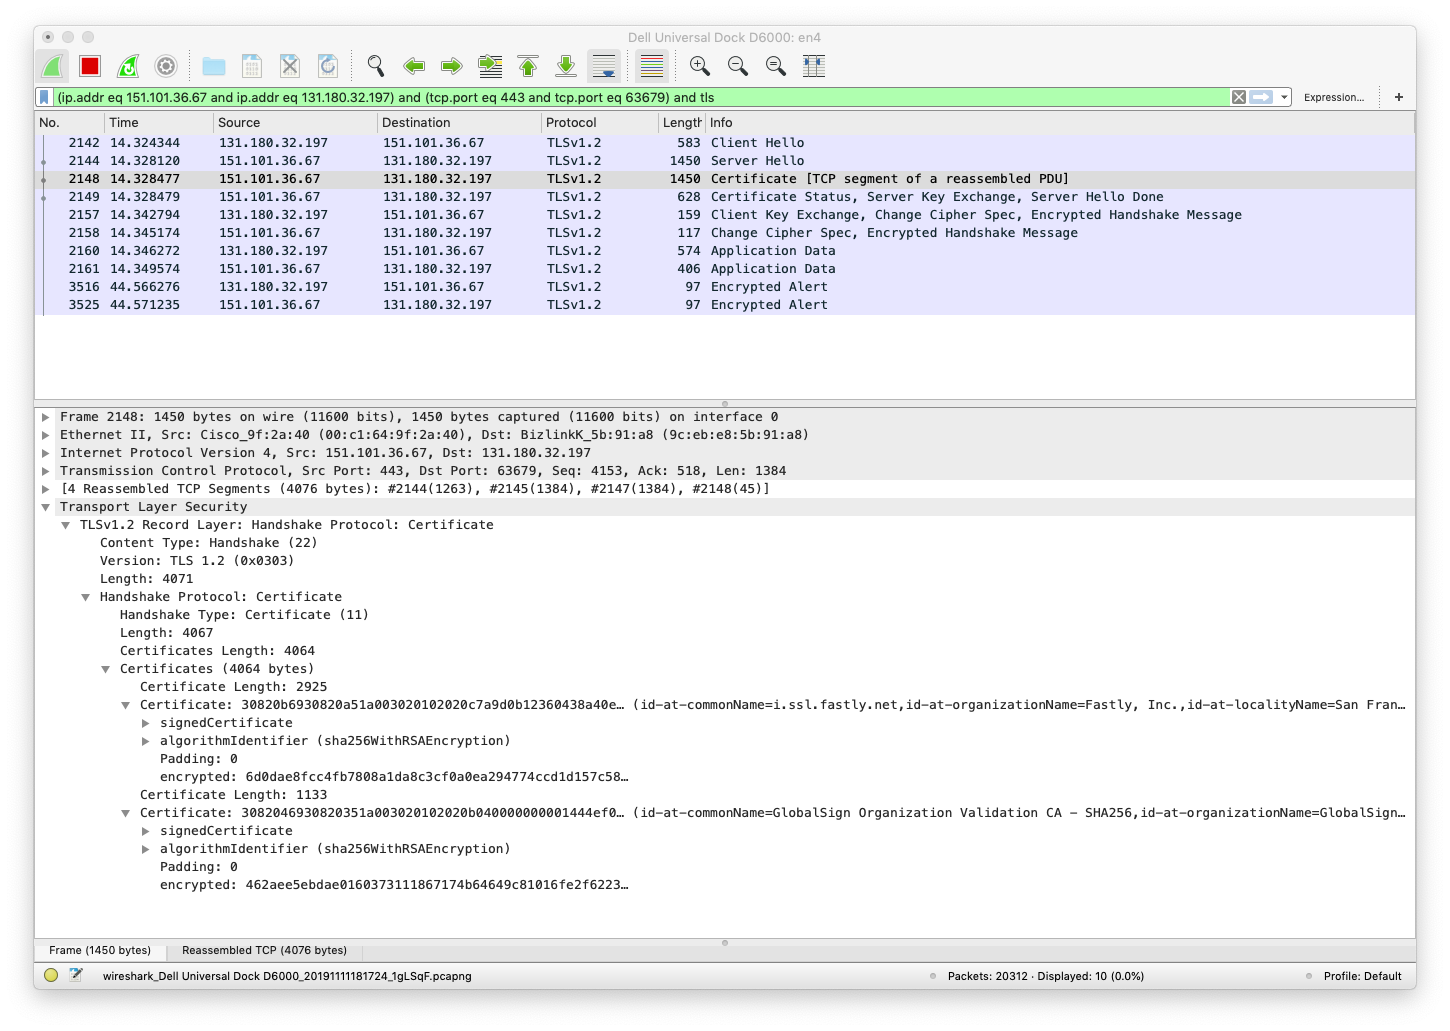 Dell Universal Dock D6000: en4
(ip.addr eq 151.101.36.67 and ip.addr eq 131.180.32.197) and (tcp.port eq 443 and tcp.port eq 63679) and tls
Expression... +
No. Time Source Destination Protocol Length Info
2142 14.324344 131.180.32.197 151.101.36.67 TLSv1.2 583 Client Hello
2144 14.328120 151.101.36.67 131.180.32.197 TLSv1.2 1450 Server Hello
2148 14.328477 151.101.36.67 131.180.32.197 TLSv1.2 1450 Certificate [TCP segment of a reassembled PDU]
2149 14.328479 151.101.36.67 131.180.32.197 TLSv1.2 628 Certificate Status, Server Key Exchange, Server Hello Done
2157 14.342794 131.180.32.197 151.101.36.67 TLSv1.2 159 Client Key Exchange, Change Cipher Spec, Encrypted Handshake Message
2158 14.345174 151.101.36.67 131.180.32.197 TLSv1.2 117 Change Cipher Spec, Encrypted Handshake Message
2160 14.346272 131.180.32.197 151.101.36.67 TLSv1.2 574 Application Data
2161 14.349574 151.101.36.67 131.180.32.197 TLSv1.2 406 Application Data
3516 44.566276 131.180.32.197 151.101.36.67 TLSv1.2 97 Encrypted Alert
3525 44.571235 151.101.36.67 131.180.32.197 TLSv1.2 97 Encrypted Alert
Frame 2148: 1450 bytes on wire (11600 bits), 1450 bytes captured (11600 bits) on interface 0
Ethernet II, Src: Cisco_9f:2a:40 (00:c1:64:9f:2a:40), Dst: BizlinkK_5b:91:a8 (9c:eb:e8:5b:91:a8)
Internet Protocol Version 4, Src: 151.101.36.67, Dst: 131.180.32.197
Transmission Control Protocol, Src Port: 443, Dst Port: 63679, Seq: 4153, Ack: 518, Len: 1384
[4 Reassembled TCP Segments (4076 bytes): #2144(1263), #2145(1384), #2147(1384), #2148(45)]
Transport Layer Security
TLSv1.2 Record Layer: Handshake Protocol: Certificate
Content Type: Handshake (22)
Version: TLS 1.2 (0x0303)
Length: 4071
Handshake Protocol: Certificate
Handshake Type: Certificate (11)
Length: 4067
Certificates Length: 4064
Certificates (4064 bytes)
Certificate Length: 2925
Certificate: 30820b6930820a51a003020102020c7a9d0b12360438a40e… (id-at-commonName=i.ssl.fastly.net,id-at-organizationName=Fastly, Inc.,id-at-localityName=San Fran…
signedCertificate
algorithmIdentifier (sha256WithRSAEncryption)
Padding: 0
encrypted: 6d0dae8fcc4fb7808a1da8c3cf0a0ea294774ccd1d157c58…
Certificate Length: 1133
Certificate: 3082046930820351a003020102020b040000000001444ef0… (id-at-commonName=GlobalSign Organization Validation CA - SHA256,id-at-organizationName=GlobalSign…
signedCertificate
algorithmIdentifier (sha256WithRSAEncryption)
Padding: 0
encrypted: 462aee5ebdae0160373111867174b64649c81016fe2f6223…
Frame (1450 bytes) Reassembled TCP (4076 bytes)
wireshark_Dell Universal Dock D6000_20191111181724_1gLSqF.pcapng Packets: 20312 · Displayed: 10 (0.0%) Profile: Default